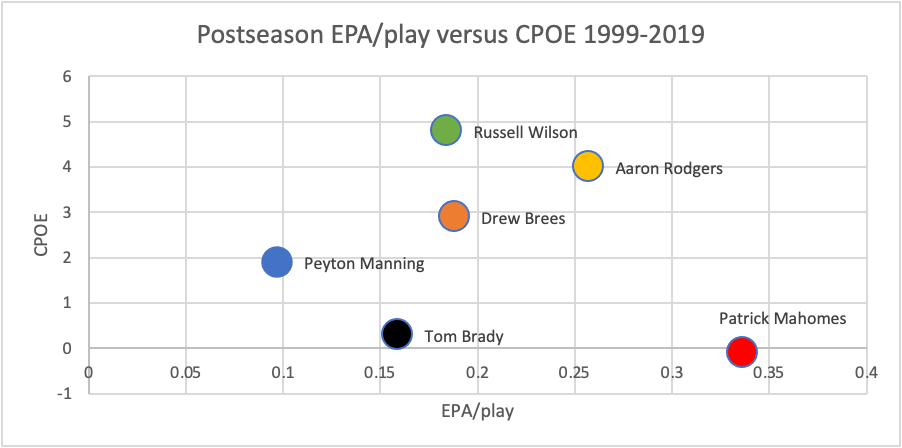 Postseason EPA/play versus CPOE 1999-2019
6
5
Russell Wilson
4
Aaron Rodgers
3
Drew Brees
2
Peyton Manning
CPOE
1
Patrick Mahomes
Tom Brady
0
0 0.05 0.1 0.15 0.2 0.25 0.3 0.35 0.4
-1
EPA/play